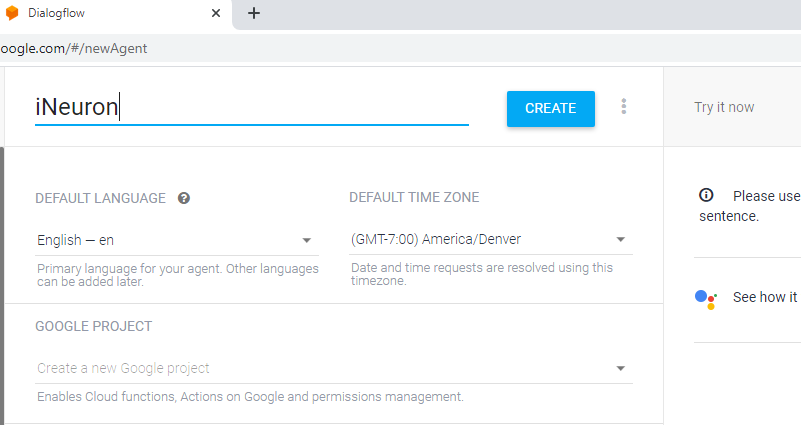 Dialogflow
oogle.com/#/newAgent
iNeuron
CREATE
Try it now
DEFAULT LANGUAGE
DEFAULT TIME ZONE
English — en
(GMT-7:00) America/Denver
Primary language for your agent. Other languages
can be added later.
Date and time requests are resolved using this
timezone.
Please use
sentence.
See how it
GOOGLE PROJECT
Create a new Google project
Enables Cloud functions, Actions on Google and permissions management.